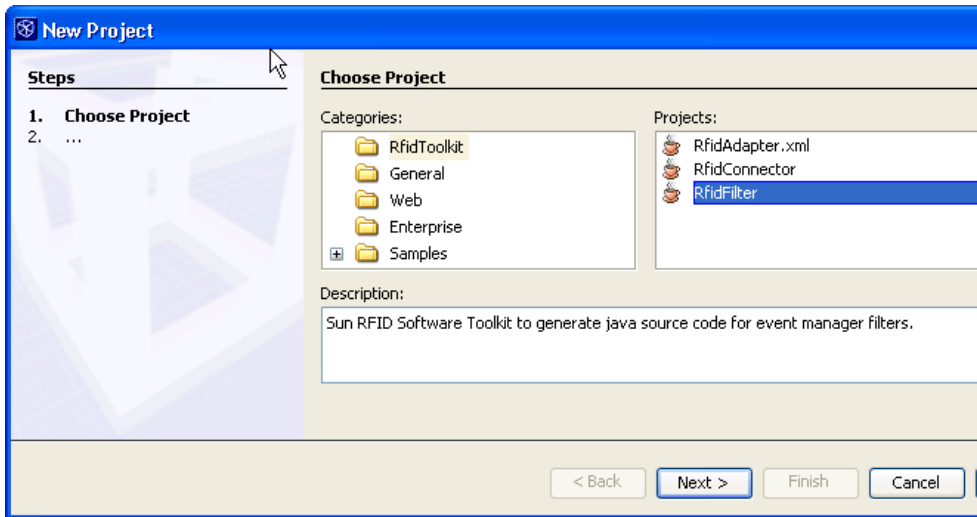 New Project
Steps
1. Choose Project
2. ...
Choose Project
Categories:
RfidToolkit
General
Web
Enterprise
Samples
Projects:
RfidAdapter.xml
RfidConnector
RfidFilter
Description:
Sun RFID Software Toolkit to generate java source code for event manager filters.
< Back
Next >
Finish
Cancel